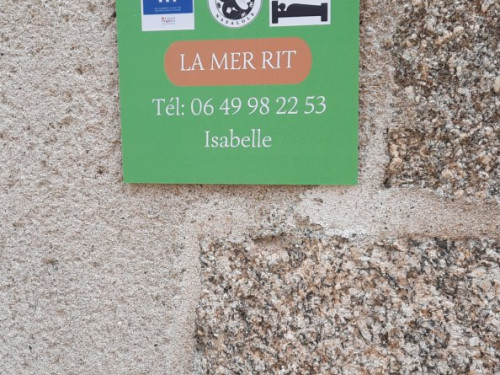 LA MER RIT
Tél: 06 49 98 22 53
Isabelle